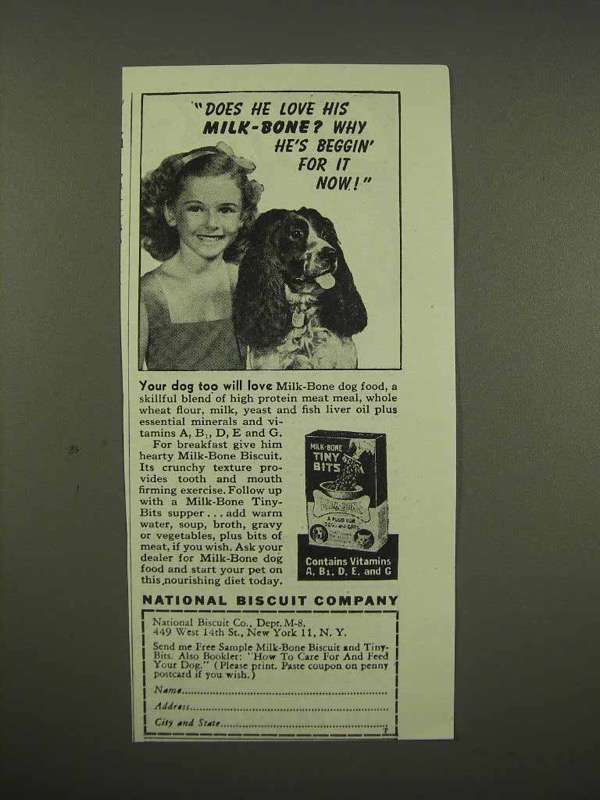 "DOES HE LOVE HIS
MILK-BONE? WHY
HE'S BEGGIN'
FOR IT
NOW!"
Your dog too will love Milk-Bone dog food, a
skillful blend of high protein meat meal, whole
wheat flour, milk, yeast and fish liver oil plus
essential minerals and vi-
tamins A, B₁, D, E and G.
For breakfast give him
hearty Milk-Bone Biscuit.
Its crunchy texture pro-
vides tooth and mouth
firming exercise. Follow up
with a Milk-Bone Tiny-
Bits supper . . . add warm
water, soup, broth, gravy
or vegetables, plus bits of
meat, if you wish. Ask your
dealer for Milk-Bone dog
food and start your pet on
this nourishing diet today.
MILK-BONE
TINY
BITS
MILK-BONE
A FOOD FOR
DOGS AND CATS
Contains Vitamins
A, B₁, D, E, and G
NATIONAL BISCUIT COMPANY
National Biscuit Co., Dept. M-8,
449 West 14th St., New York 11, N. Y.
Send me Free Sample Milk-Bone Biscuit and Tiny-
Bits. Also Booklet: "How To Care For And Feed
Your Dog." (Please print. Paste coupon on penny
postcard if you wish.)
Name
Address
City and State